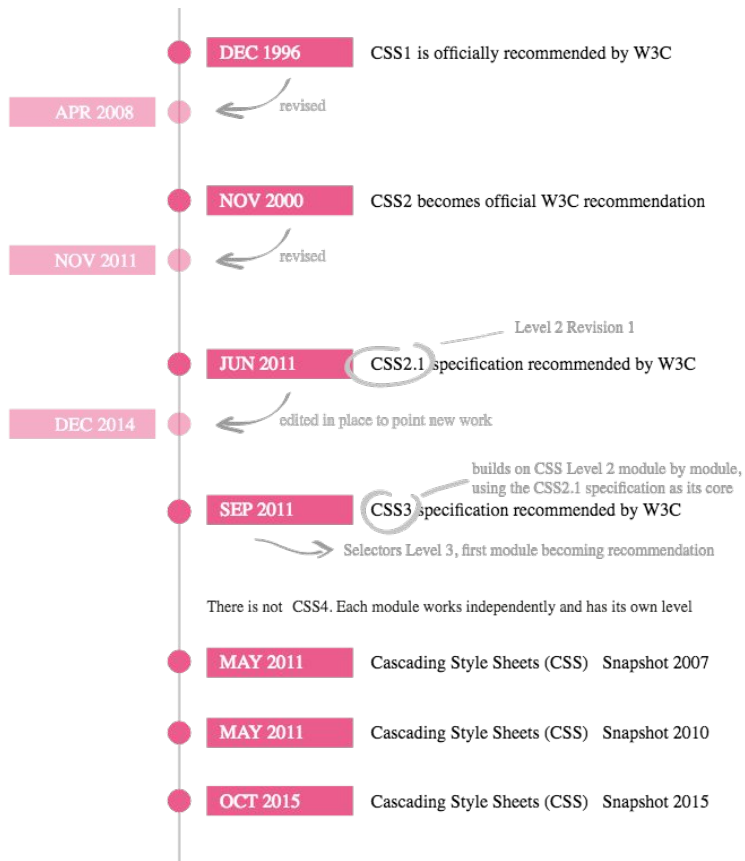 DEC 1996 CSS1 is officially recommended by W3C
revised
APR 2008
NOV 2000 CSS2 becomes official W3C recommendation
revised
NOV 2011
Level 2 Revision 1
JUN 2011 CSS2.1 specification recommended by W3C
edited in place to point new work
DEC 2014
builds on CSS Level 2 module by module,
using the CSS2.1 specification as its core
SEP 2011 CSS3 specification recommended by W3C
Selectors Level 3, first module becoming recommendation
There is not CSS4. Each module works independently and has its own level
MAY 2011 Cascading Style Sheets (CSS) Snapshot 2007
MAY 2011 Cascading Style Sheets (CSS) Snapshot 2010
OCT 2015 Cascading Style Sheets (CSS) Snapshot 2015